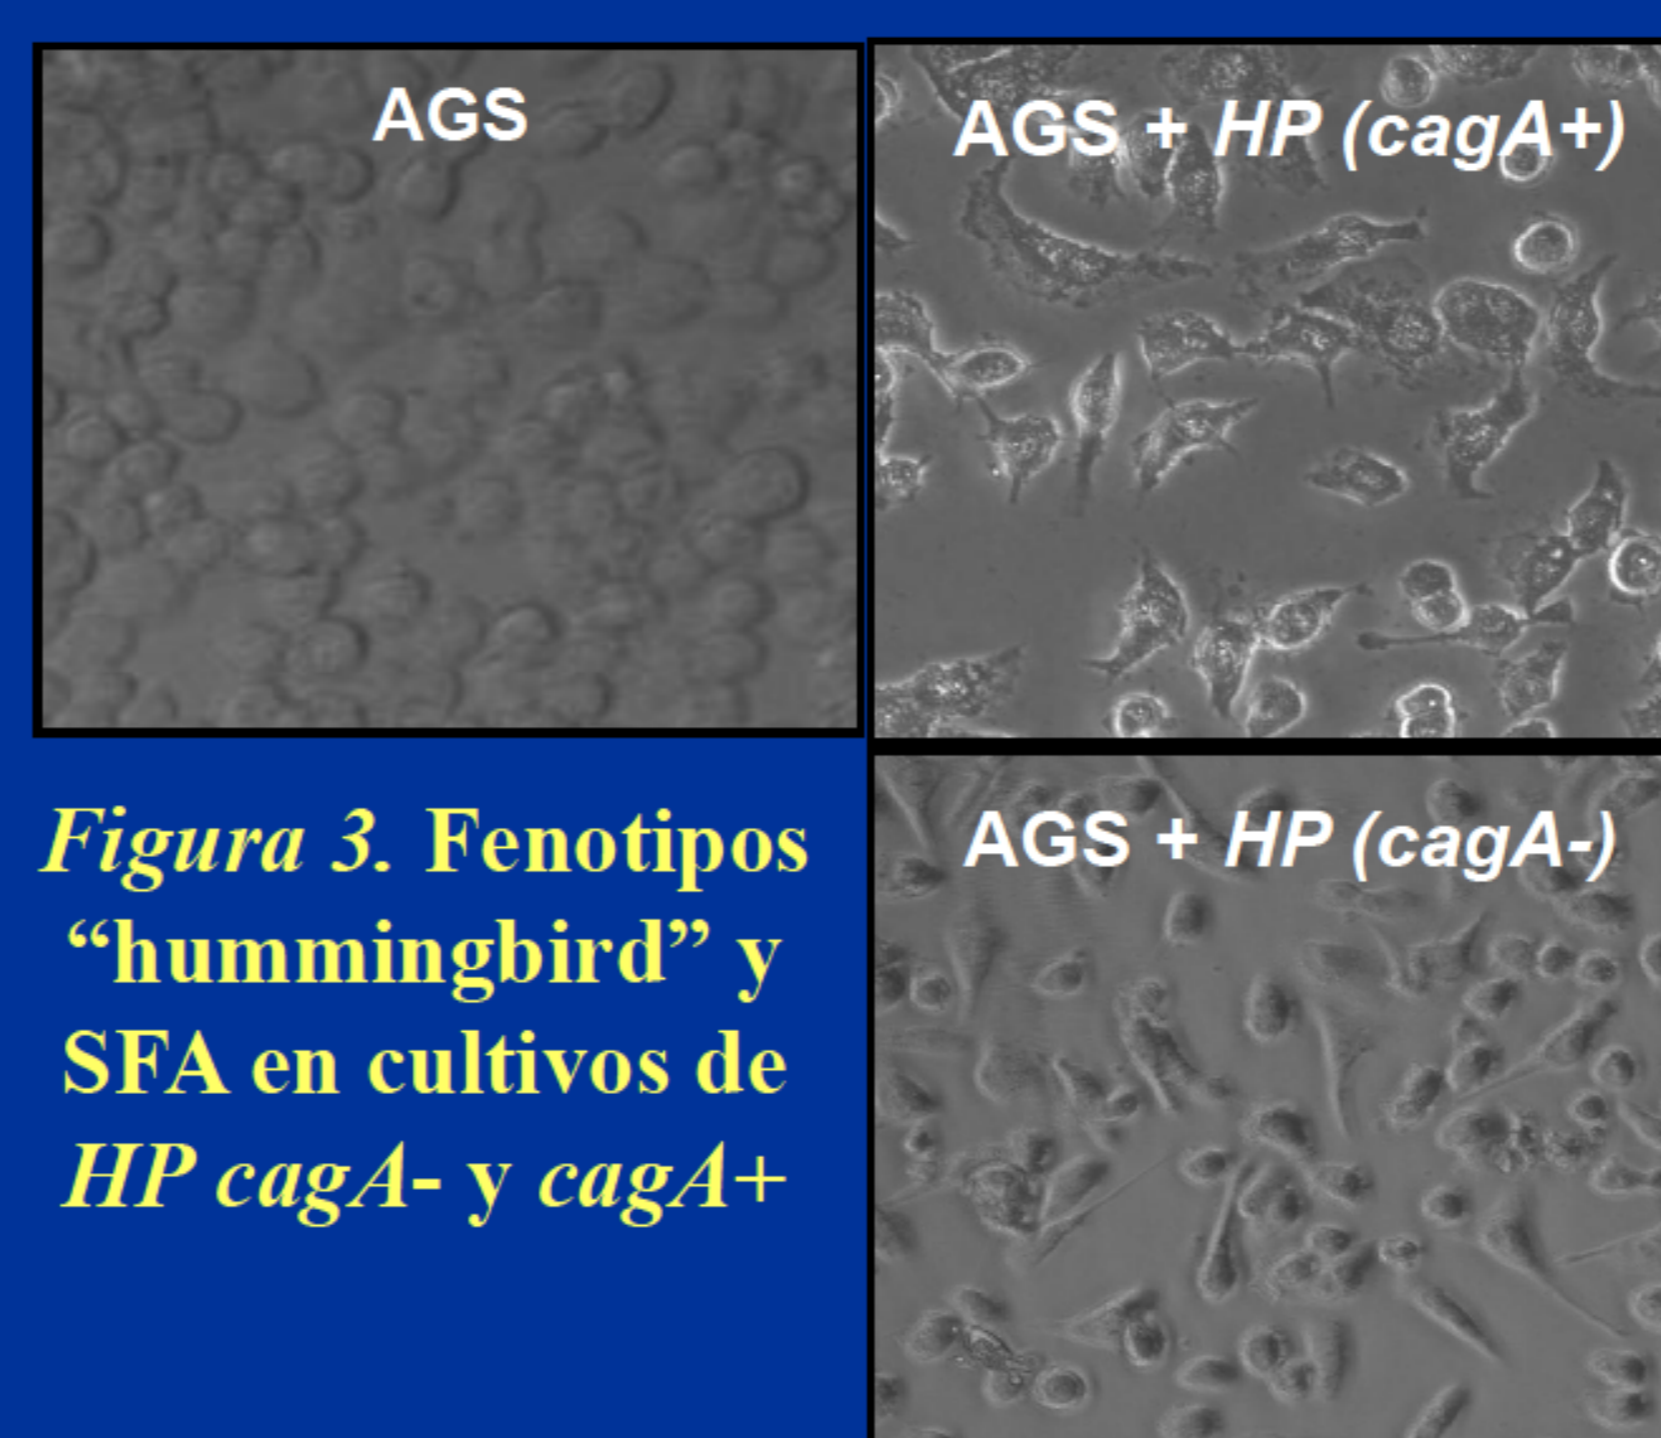 AGS
AGS + HP (cagA+)
AGS + HP (cagA-)
Figura 3. Fenotipos
“hummingbird” y
SFA en cultivos de
HP cagA- y cagA+